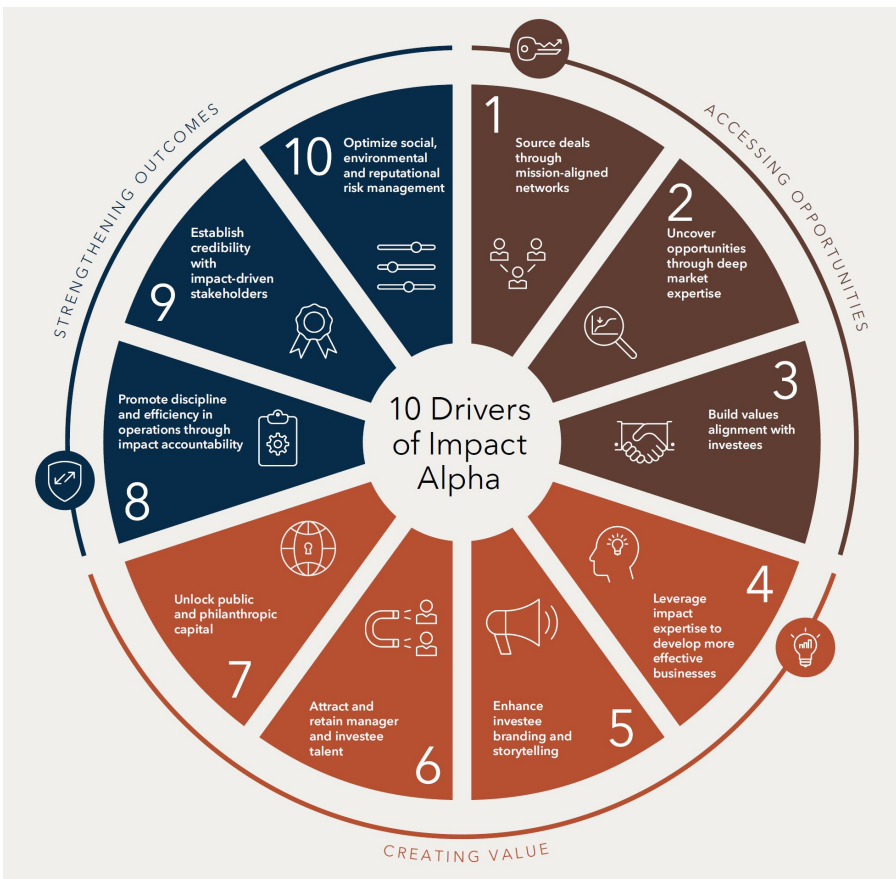 10 Drivers
of Impact
Alpha
ACCESSING OPPORTUNITIES
1
Source deals
through
mission-aligned
networks
2
Uncover
opportunities
through deep
market
expertise
3
Build values
alignment with
investees
CREATING VALUE
4
Leverage
impact
expertise to
develop more
effective
businesses
5
Enhance
investee
branding and
storytelling
6
Attract and
retain manager
and investee
talent
7
Unlock public
and philanthropic
capital
STRENGTHENING OUTCOMES
8
Promote discipline
and efficiency in
operations through
impact accountability
9
Establish
credibility
with
impact-driven
stakeholders
10
Optimize social,
environmental
and reputational
risk management